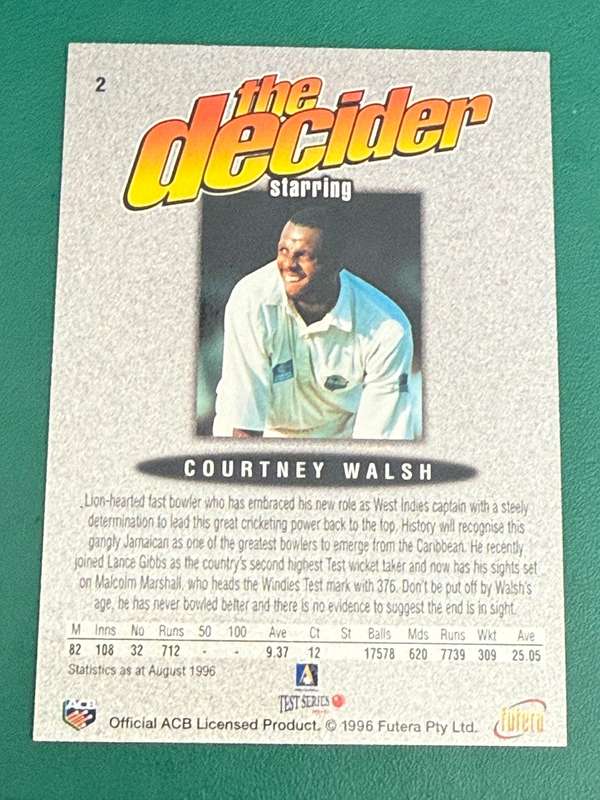 2
the
decider
starring
COURTNEY WALSH
Lion-hearted fast bowler who has embraced his new role as West Indies captain with a steely
determination to lead this great cricketing power back to the top. History will recognise this
gangly Jamaican as one of the greatest bowlers to emerge from the Caribbean. He recently
joined Lance Gibbs as the country's second highest Test wicket taker and now has his sights set
on Malcolm Marshall, who heads the Windies Test mark with 376. Don't be put off by Walsh's
age, he has never bowled better and there is no evidence to suggest the end is in sight.
M Inns No Runs 50 100 Ave Ct St Balls Mds Runs Wkt Ave
82 108 32 712 - - 9.37 12 17578 620 7739 309 25.05
Statistics as at August 1996
TEST SERIES
ACB
Official ACB Licensed Product. © 1996 Futera Pty Ltd.
futera